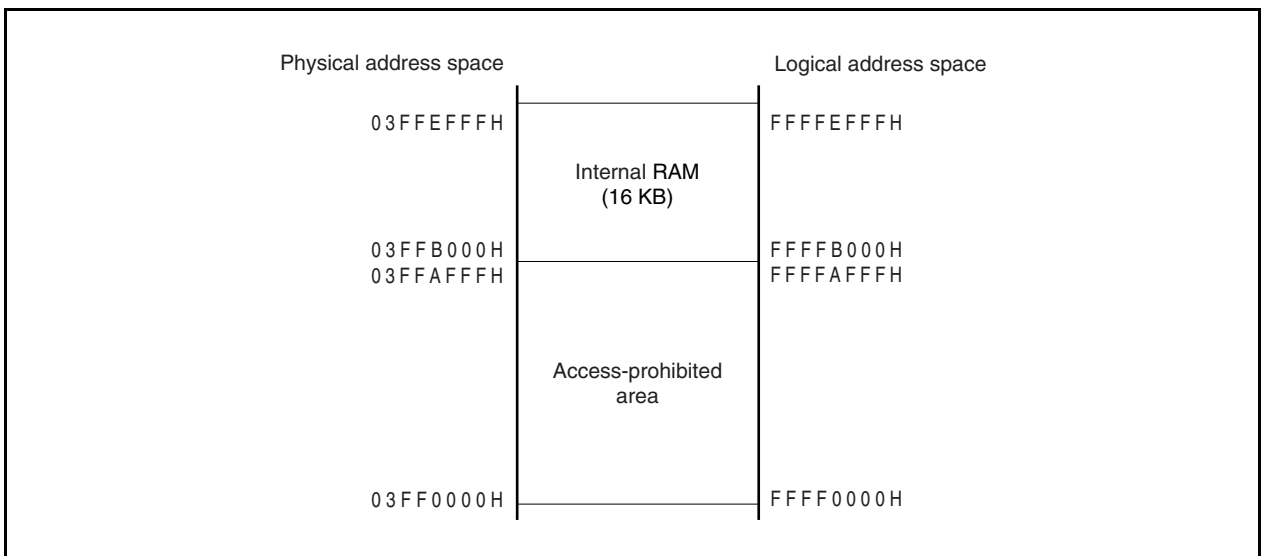 Physical address space
Logical address space
03FFEFFFH
FFFFEFFFH
Internal RAM
(16 KB)
03FFB000H
FFFFB000H
03FFAFFFH
FFFFAFFFH
Access-prohibited
area
03FF0000H
FFFF0000H